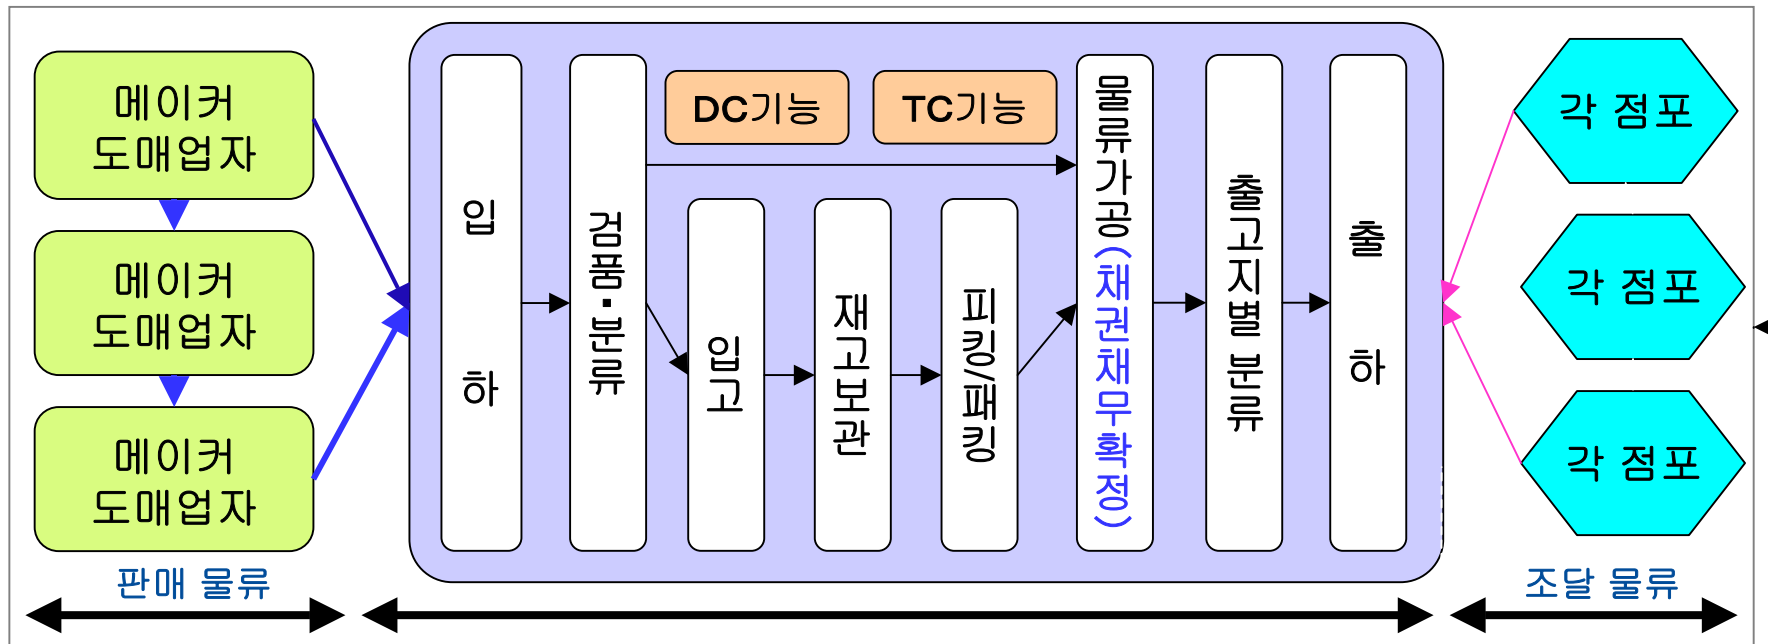 메이커
도매업자
메이커
도매업자
메이커
도매업자
판매 물류
입하
검품·분류
DC기능
TC기능
입고
재고보관
피킹/패킹
물류가공(채권채무확정)
출고지별 분류
출하
각 점포
각 점포
각 점포
조달 물류